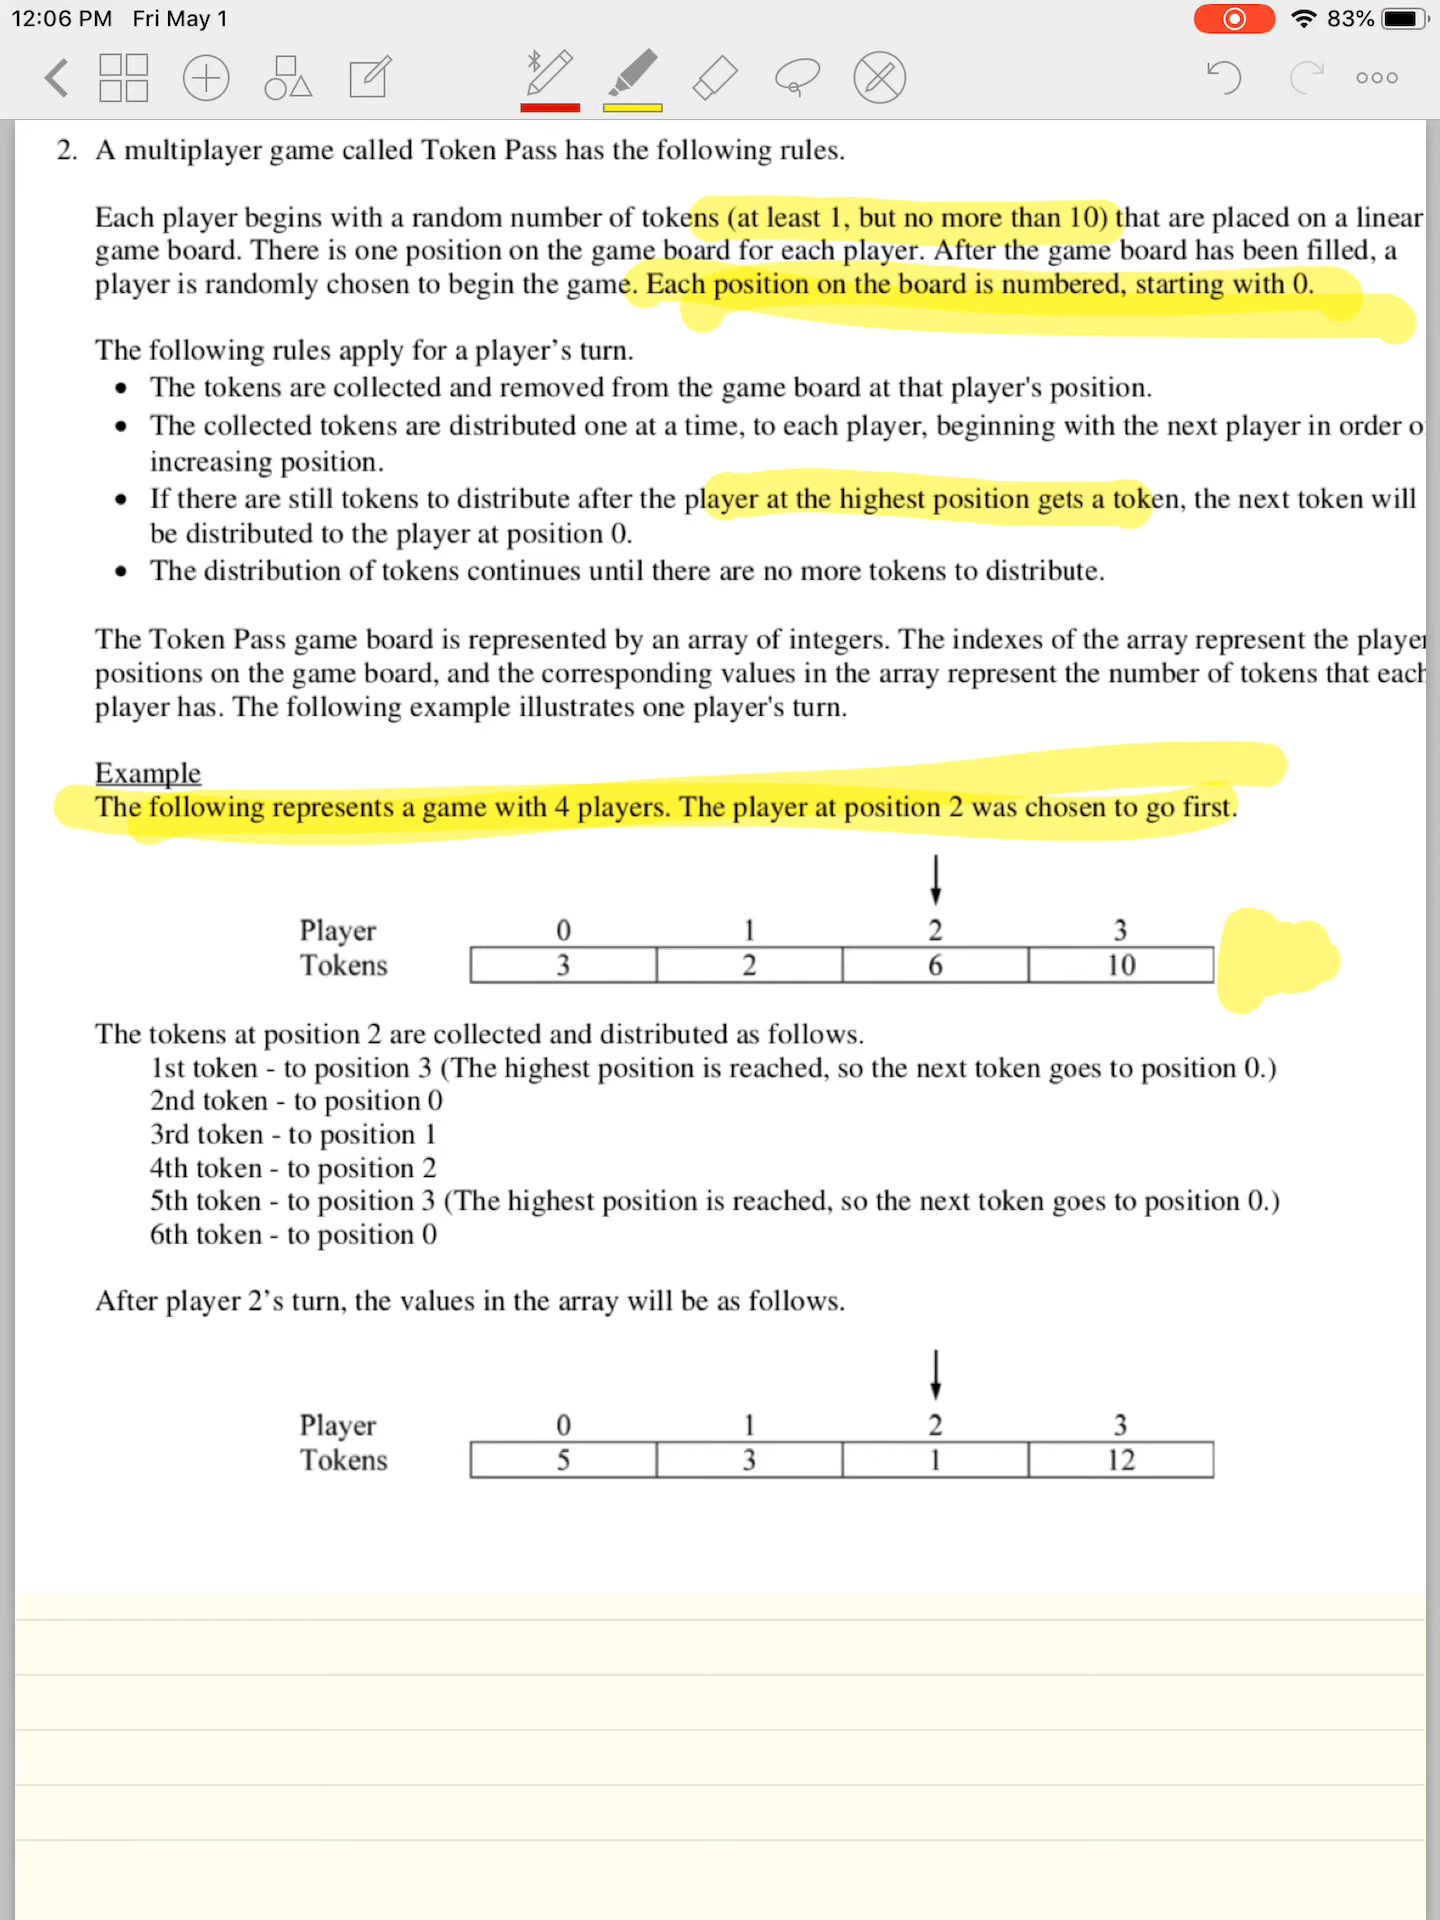 12:06 PM Fri May 1 83%
2. A multiplayer game called Token Pass has the following rules.
Each player begins with a random number of tokens (at least 1, but no more than 10) that are placed on a linear
game board. There is one position on the game board for each player. After the game board has been filled, a
player is randomly chosen to begin the game. Each position on the board is numbered, starting with 0.
The following rules apply for a player's turn.
• The tokens are collected and removed from the game board at that player's position.
• The collected tokens are distributed one at a time, to each player, beginning with the next player in order o
increasing position.
• If there are still tokens to distribute after the player at the highest position gets a token, the next token will
be distributed to the player at position 0.
• The distribution of tokens continues until there are no more tokens to distribute.
The Token Pass game board is represented by an array of integers. The indexes of the array represent the player
positions on the game board, and the corresponding values in the array represent the number of tokens that each
player has. The following example illustrates one player's turn.
Example
The following represents a game with 4 players. The player at position 2 was chosen to go first.
Player 0 1 2 3
Tokens 3 2 6 10
The tokens at position 2 are collected and distributed as follows.
1st token - to position 3 (The highest position is reached, so the next token goes to position 0.)
2nd token - to position 0
3rd token - to position 1
4th token - to position 2
5th token - to position 3 (The highest position is reached, so the next token goes to position 0.)
6th token - to position 0
After player 2's turn, the values in the array will be as follows.
Player 0 1 2 3
Tokens 5 3 1 12